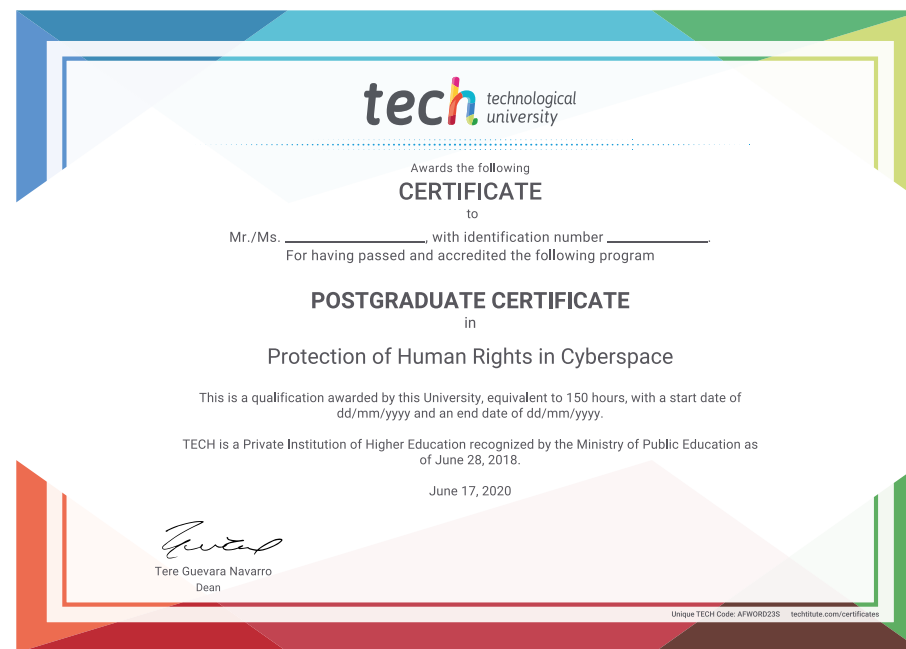 tech technological
university
Awards the following
CERTIFICATE
to
Mr./Ms. ____________________, with identification number ______________.
For having passed and accredited the following program
POSTGRADUATE CERTIFICATE
in
Protection of Human Rights in Cyberspace
This is a qualification awarded by this University, equivalent to 150 hours, with a start date of
dd/mm/yyyy and an end date of dd/mm/yyyy.
TECH is a Private Institution of Higher Education recognized by the Ministry of Public Education as
of June 28, 2018.
June 17, 2020
Tere Guevara Navarro
Dean
Unique TECH Code: AFWORD23S techtitute.com/certificates